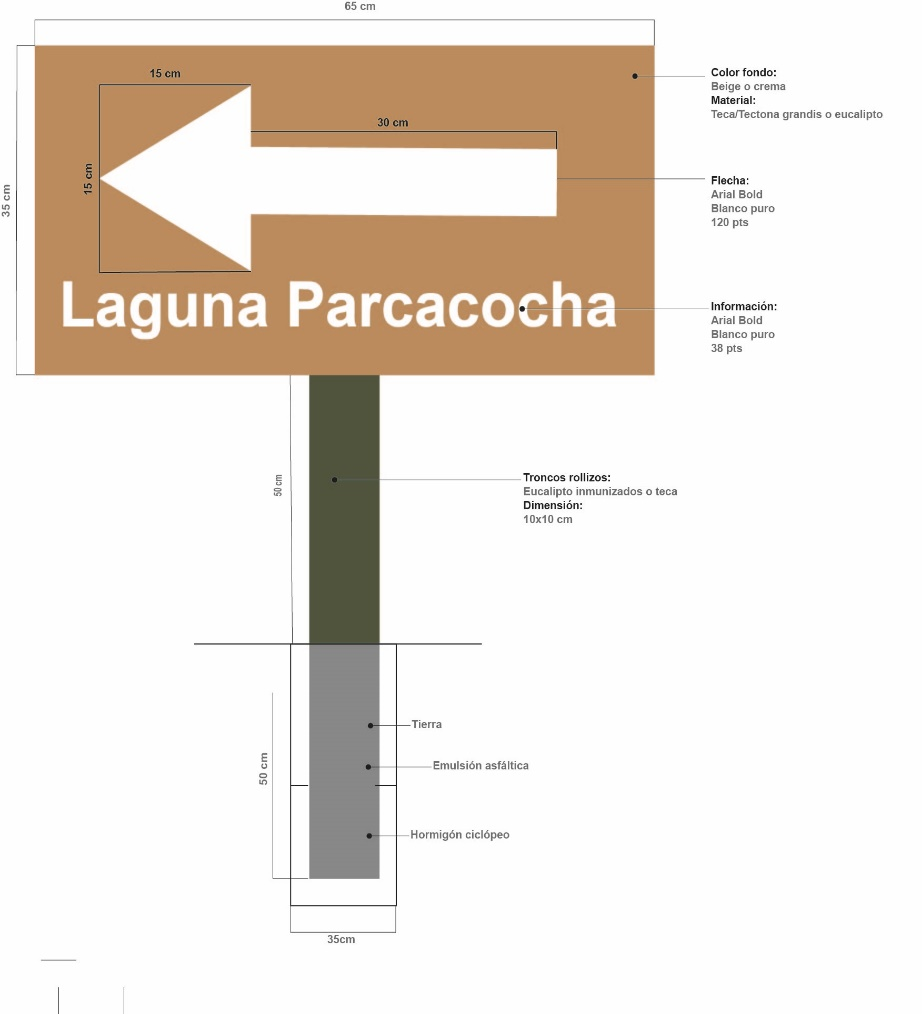 65 cm
15 cm
30 cm
15 cm
35 cm
Color fondo:
Beige o crema
Material:
Teca/Tectona grandis o eucalipto
Flecha:
Arial Bold
Blanco puro
120 pts
Laguna Parcacocha
Información:
Arial Bold
Blanco puro
38 pts
50 cm
Troncos rollizos:
Eucalipto inmunizados o teca
Dimensión:
10x10 cm
Tierra
50 cm
Emulsión asfáltica
Hormigón ciclópeo
35cm